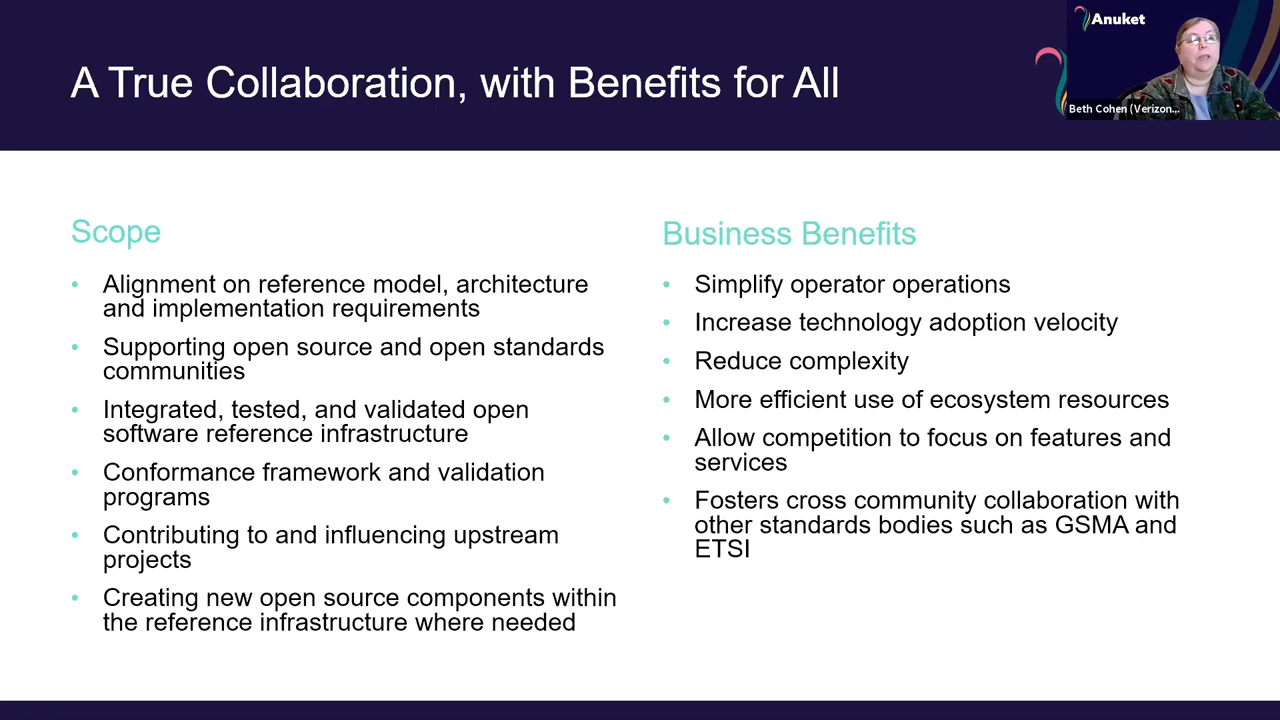 A True Collaboration, with Benefits for All
Anuket
Beth Cohen (Verizon...
Scope
• Alignment on reference model, architecture
and implementation requirements
• Supporting open source and open standards
communities
• Integrated, tested, and validated open
software reference infrastructure
• Conformance framework and validation
programs
• Contributing to and influencing upstream
projects
• Creating new open source components within
the reference infrastructure where needed
Business Benefits
• Simplify operator operations
• Increase technology adoption velocity
• Reduce complexity
• More efficient use of ecosystem resources
• Allow competition to focus on features and
services
• Fosters cross community collaboration with
other standards bodies such as GSMA and
ETSI